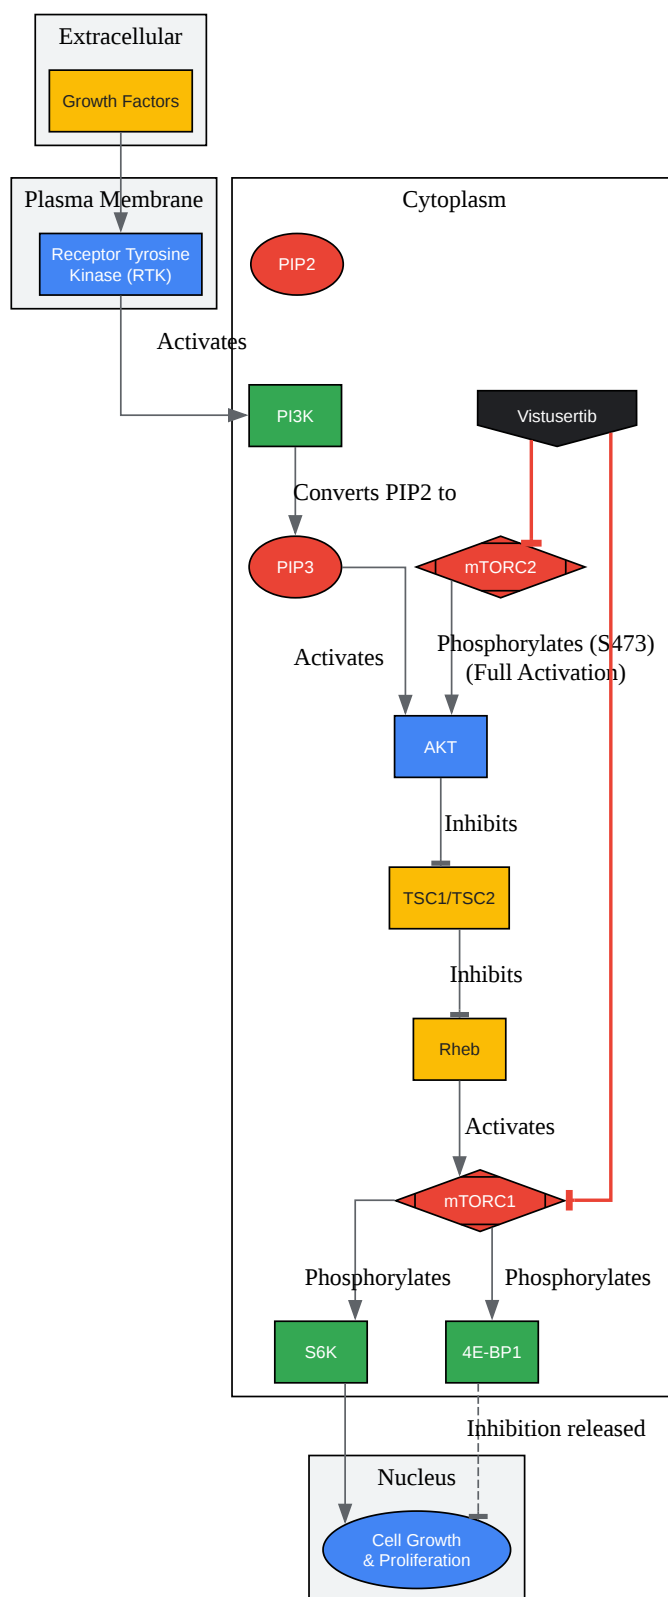 Extracellular
Growth Factors
Plasma Membrane
Receptor Tyrosine
Kinase (RTK)
Cytoplasm
PIP2
Activates
PI3K
Vistusertib
Converts PIP2 to
PIP3
mTORC2
Activates
Phosphorylates (S473)
(Full Activation)
AKT
Inhibits
TSC1/TSC2
Inhibits
Rheb
Activates
mTORC1
Phosphorylates
Phosphorylates
S6K
4E-BP1
Inhibition released
Nucleus
Cell Growth
& Proliferation